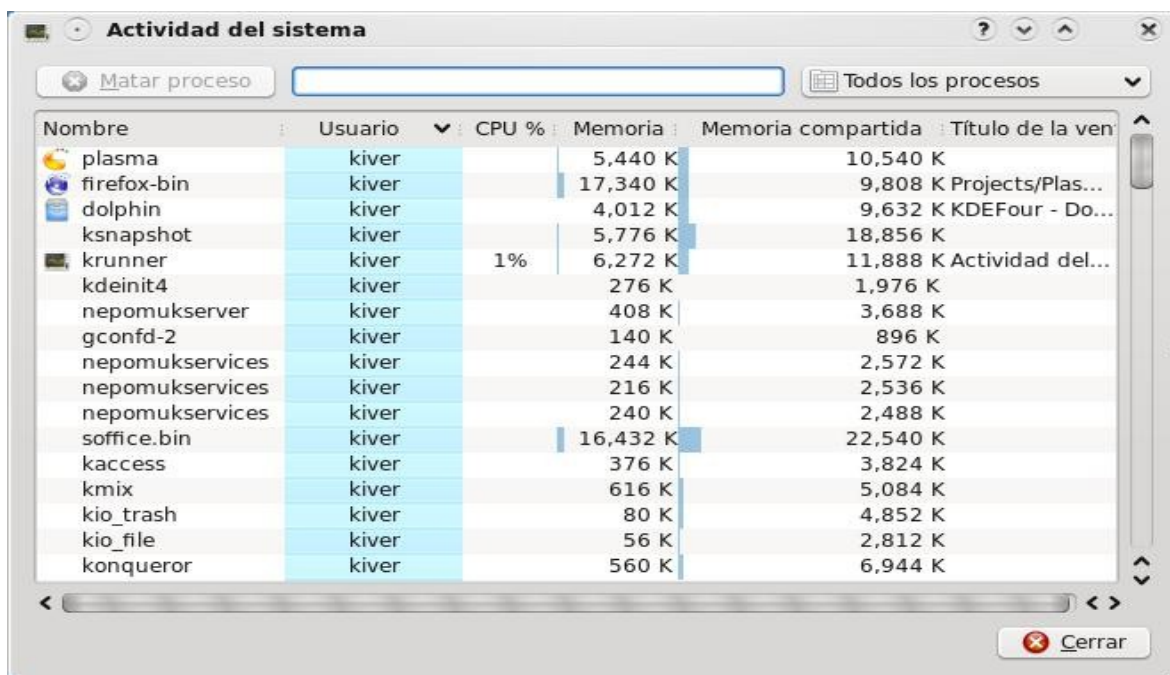 Actividad del sistema
Matar proceso Todos los procesos
Nombre Usuario CPU % Memoria Memoria compartida Título de la ven
plasma kiver 5,440 K 10,540 K
firefox-bin kiver 17,340 K 9,808 K Projects/Plas...
dolphin kiver 4,012 K 9,632 K KDEFour - Do...
ksnapshot kiver 5,776 K 18,856 K
krunner kiver 1% 6,272 K 11,888 K Actividad del...
kdeinit4 kiver 276 K 1,976 K
nepomukserver kiver 408 K 3,688 K
gconfd-2 kiver 140 K 896 K
nepomukservices kiver 244 K 2,572 K
nepomukservices kiver 216 K 2,536 K
nepomukservices kiver 240 K 2,488 K
soffice.bin kiver 16,432 K 22,540 K
kaccess kiver 376 K 3,824 K
kmix kiver 616 K 5,084 K
kio_trash kiver 80 K 4,852 K
kio_file kiver 56 K 2,812 K
konqueror kiver 560 K 6,944 K
Cerrar